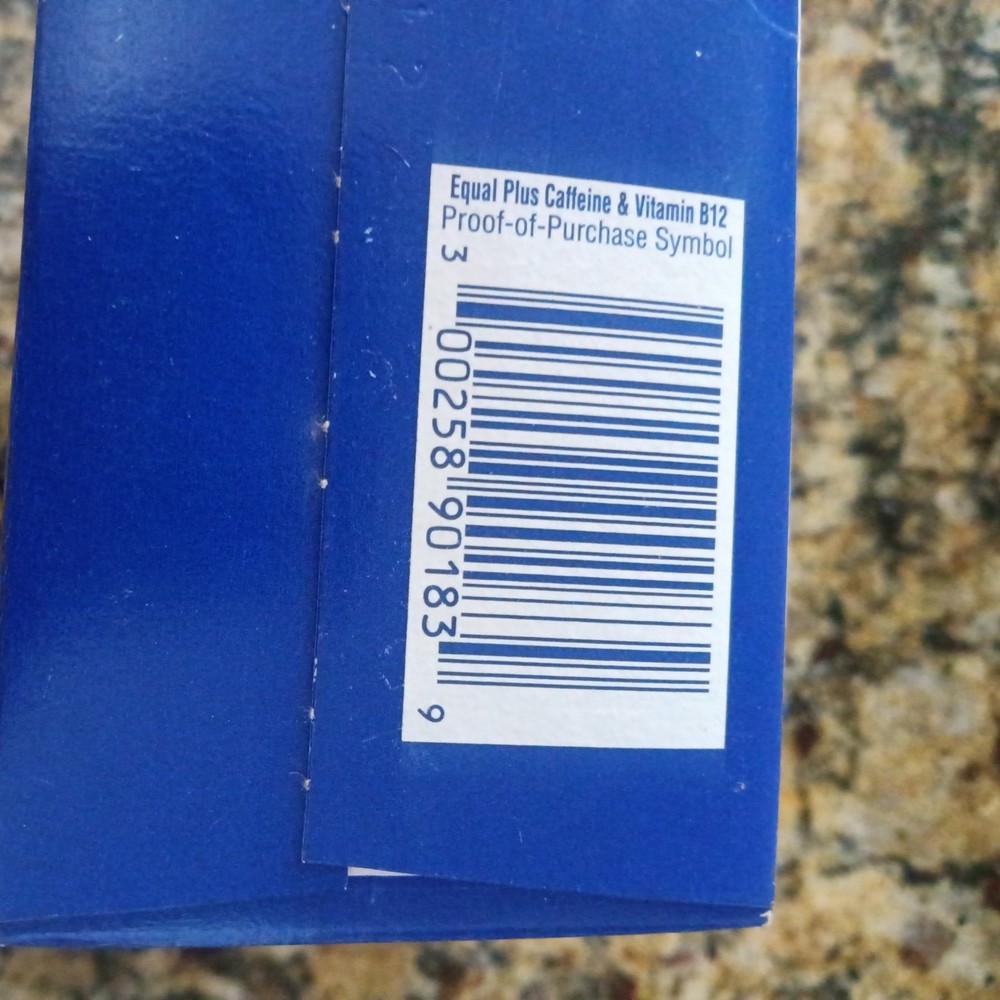 Equal Plus Caffeine & Vitamin B12
Proof-of-Purchase Symbol
3 00258 90183 9